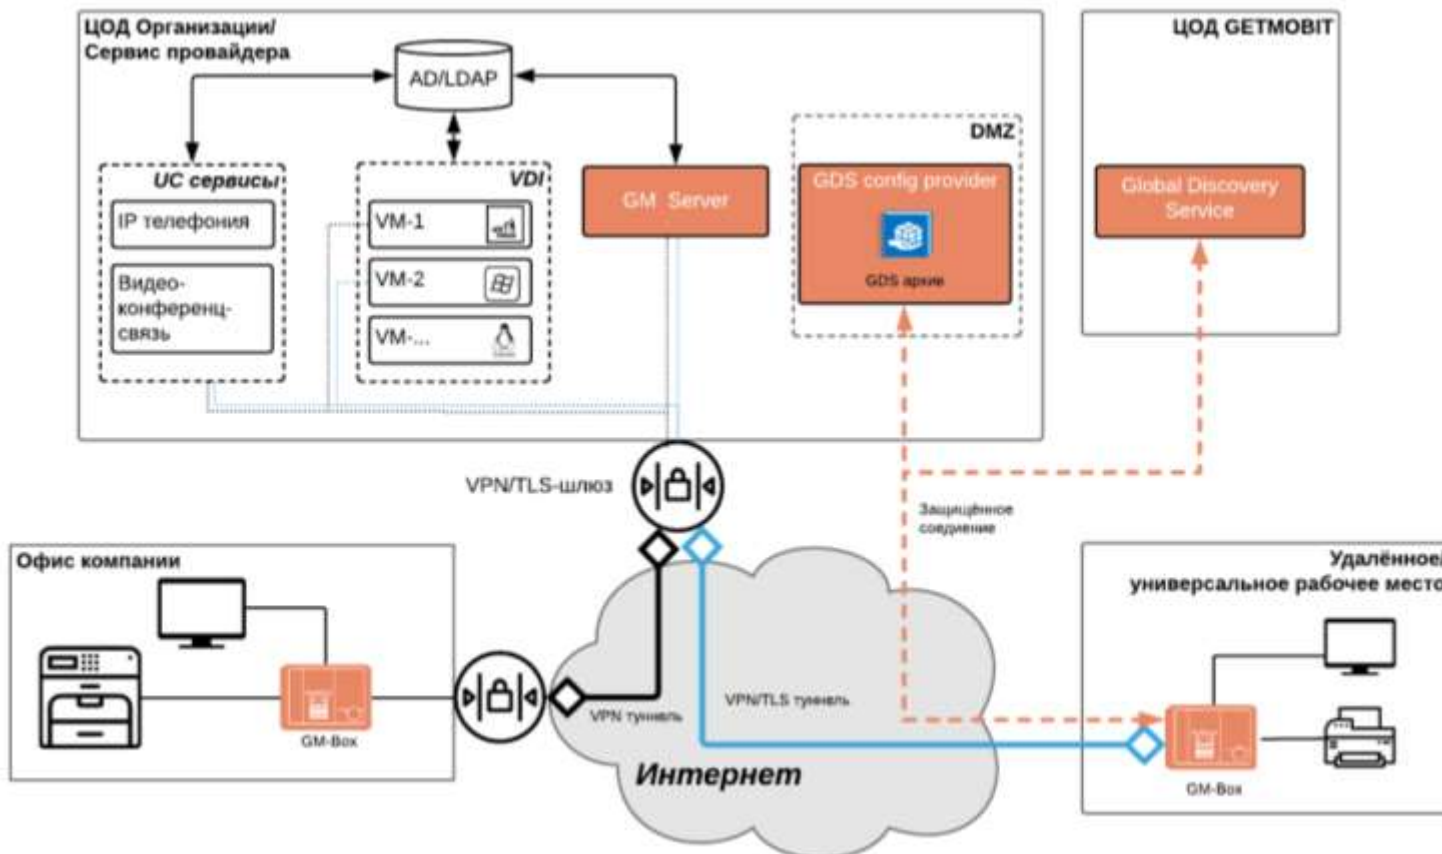 ЦОД Организации/
Сервис провайдера
AD/LDAP
UC сервисы
IP телефония
Видео-
конференц-
связь
VDI
VM-1
VM-2
VM-...
GM Server
DMZ
GDS config provider
GDS архив
ЦОД GETMOBIT
Global Discovery
Service
VPN/TLS-шлюз
Защищённое
соедиение
Офис компании
GM-Box
VPN туннель
VPN/TLS туннель
Интернет
Удалённое/
универсальное рабочее место
GM-Box